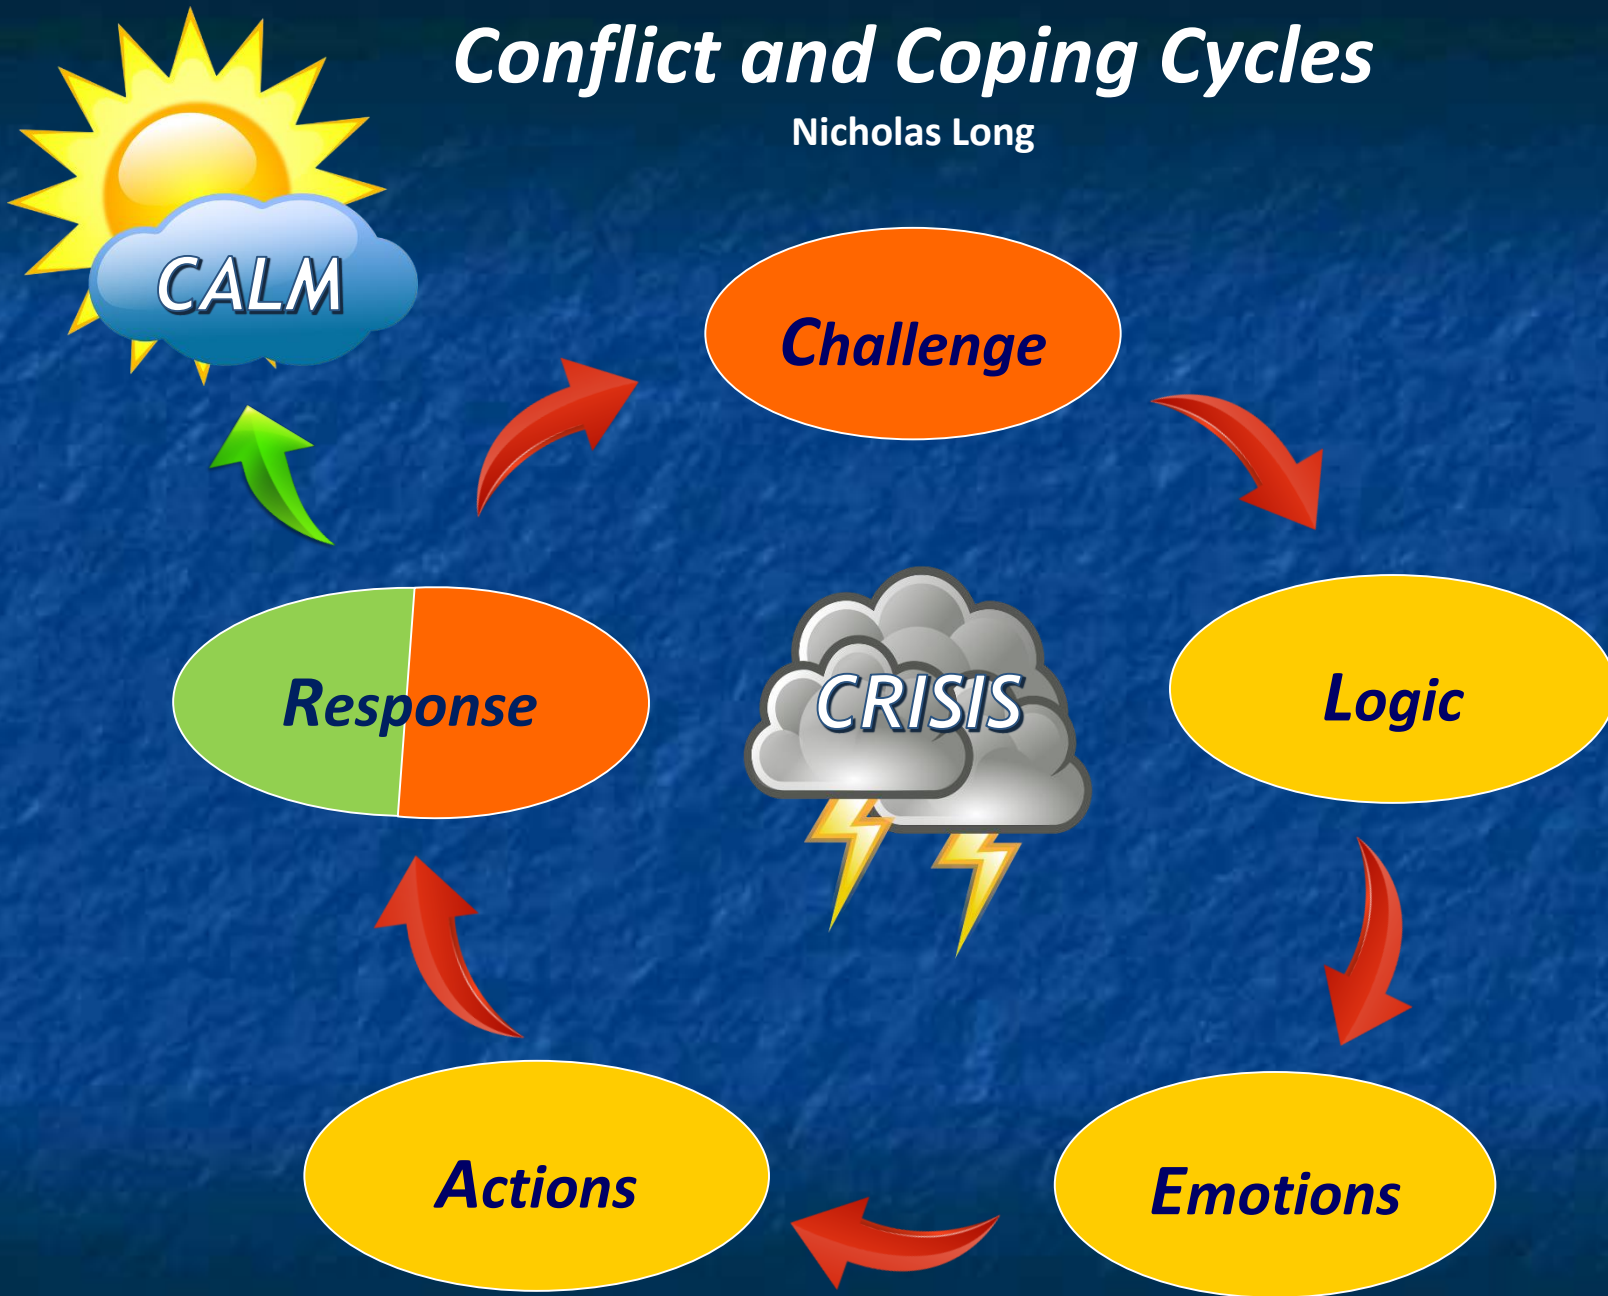 Conflict and Coping Cycles
Nicholas Long
CALM
Challenge
Response
CRISIS
Logic
Actions
Emotions